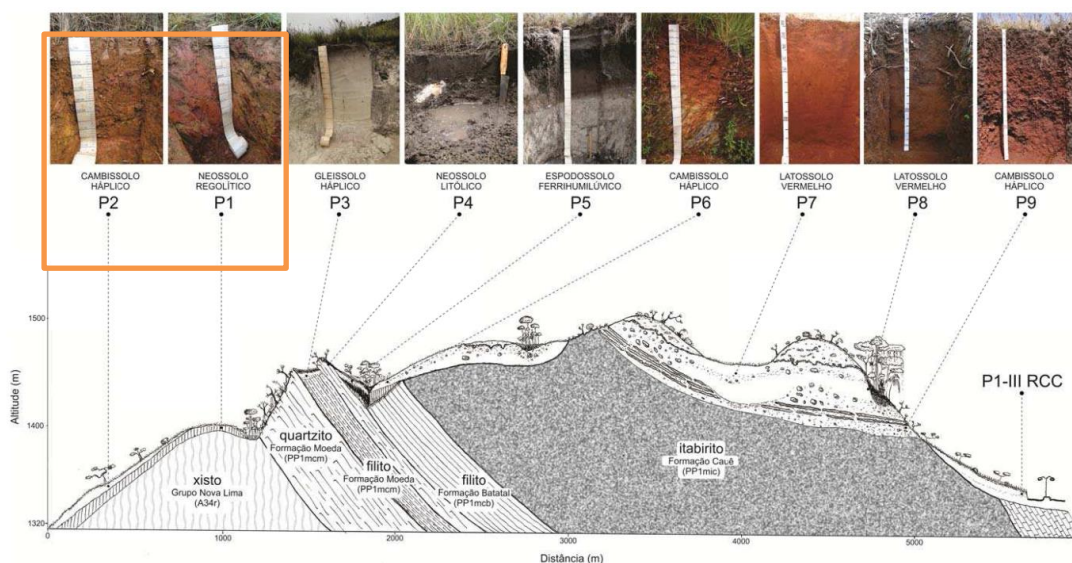 CAMBISSOLO
HÁPLICO
P2
NEOSSOLO
REGOLÍTICO
P1
GLEISSOLO
HÁPLICO
P3
NEOSSOLO
LITÓLICO
P4
ESPODOSSOLO
FERRIHUMILÚVICO
P5
CAMBISSOLO
HÁPLICO
P6
LATOSSOLO
VERMELHO
P7
LATOSSOLO
VERMELHO
P8
CAMBISSOLO
HÁPLICO
P9
1500
1400
1320
Altitude (m)
P1-III RCC
xisto
Grupo Nova Lima
(A34r)
quartzito
Formação Moeda
(PP1mcm)
filito
Formação Moeda
(PP1mcm)
filito
Formação Batatal
(PP1mcb)
itabirito
Formação Cauê
(PP1mic)
0
1000
2000
3000
4000
5000
Distância (m)